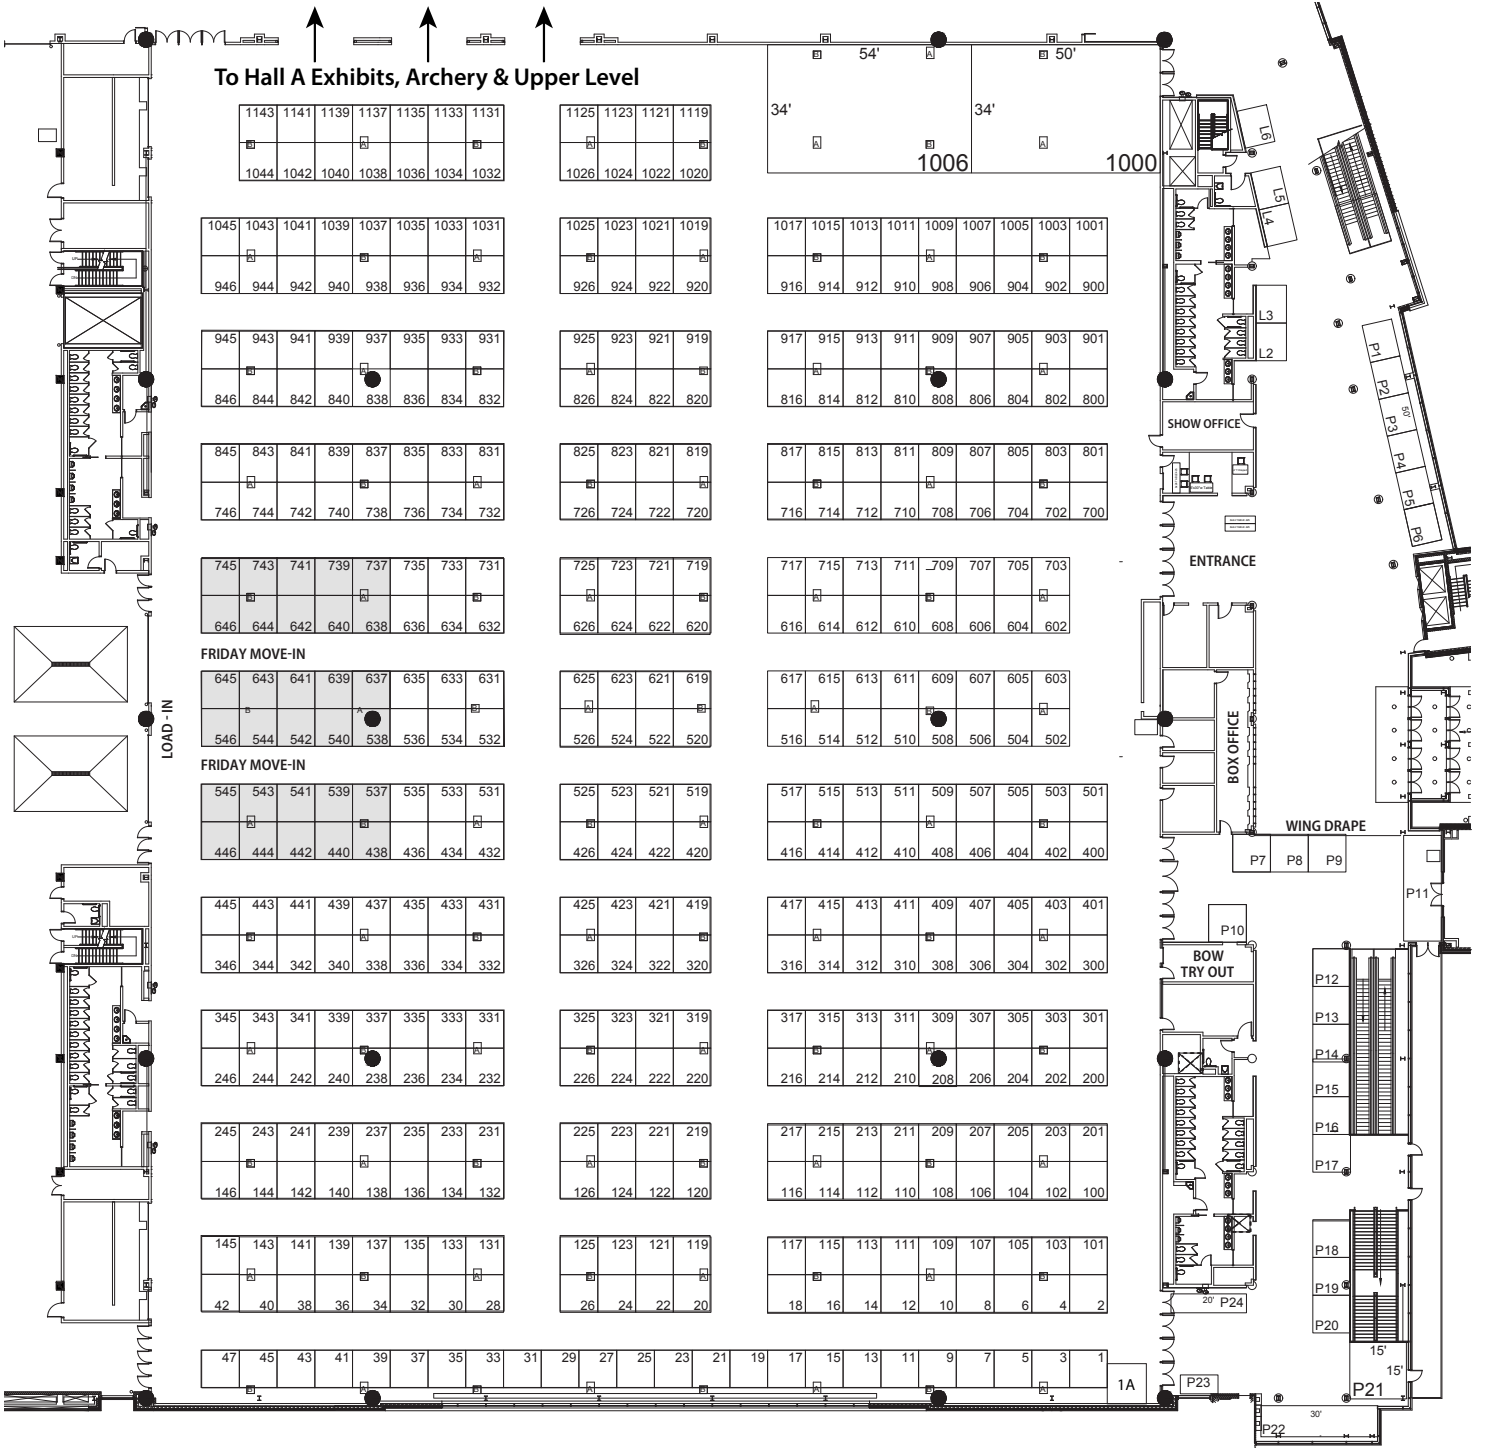 54' 50'
To Hall A Exhibits, Archery & Upper Level
34' 34'
1143 1141 1139 1137 1135 1133 1131 1125 1123 1121 1119
1044 1042 1040 1038 1036 1034 1032 1026 1024 1022 1020
1006 1000
L6
L5
L4
1045 1043 1041 1039 1037 1035 1033 1031 1025 1023 1021 1019 1017 1015 1013 1011 1009 1007 1005 1003 1001
946 944 942 940 938 936 934 932 926 924 922 920 916 914 912 910 908 906 904 902 900
L3
L2
945 943 941 939 937 935 933 931 925 923 921 919 917 915 913 911 909 907 905 903 901
846 844 842 840 838 836 834 832 826 824 822 820 816 814 812 810 808 806 804 802 800
P1
P2
50'
P3
P4
P5
P6
SHOW OFFICE
845 843 841 839 837 835 833 831 825 823 821 819 817 815 813 811 809 807 805 803 801
746 744 742 740 738 736 734 732 726 724 722 720 716 714 712 710 708 706 704 702 700
ENTRANCE
745 743 741 739 737 735 733 731 725 723 721 719 717 715 713 711 709 707 705 703
646 644 642 640 638 636 634 632 626 624 622 620 616 614 612 610 608 606 604 602
FRIDAY MOVE-IN
645 643 641 639 637 635 633 631 625 623 621 619 617 615 613 611 609 607 605 603
546 544 542 540 538 536 534 532 526 524 522 520 516 514 512 510 508 506 504 502
LOAD - IN
BOX OFFICE
FRIDAY MOVE-IN
545 543 541 539 537 535 533 531 525 523 521 519 517 515 513 511 509 507 505 503 501
446 444 442 440 438 436 434 432 426 424 422 420 416 414 412 410 408 406 404 402 400
WING DRAPE
P7 P8 P9
P11
P10
445 443 441 439 437 435 433 431 425 423 421 419 417 415 413 411 409 407 405 403 401
346 344 342 340 338 336 334 332 326 324 322 320 316 314 312 310 308 306 304 302 300
BOW
TRY OUT
P12
P13
P14
P15
P16
P17
345 343 341 339 337 335 333 331 325 323 321 319 317 315 313 311 309 307 305 303 301
246 244 242 240 238 236 234 232 226 224 222 220 216 214 212 210 208 206 204 202 200
245 243 241 239 237 235 233 231 225 223 221 219 217 215 213 211 209 207 205 203 201
146 144 142 140 138 136 134 132 126 124 122 120 116 114 112 110 108 106 104 102 100
145 143 141 139 137 135 133 131 125 123 121 119 117 115 113 111 109 107 105 103 101
42 40 38 36 34 32 30 28 26 24 22 20 18 16 14 12 10 8 6 4 2
P18
P19
P20
20' P24
47 45 43 41 39 37 35 33 31 29 27 25 23 21 19 17 15 13 11 9 7 5 3 1
1A
P23
15'
15'
P21
30'
P22